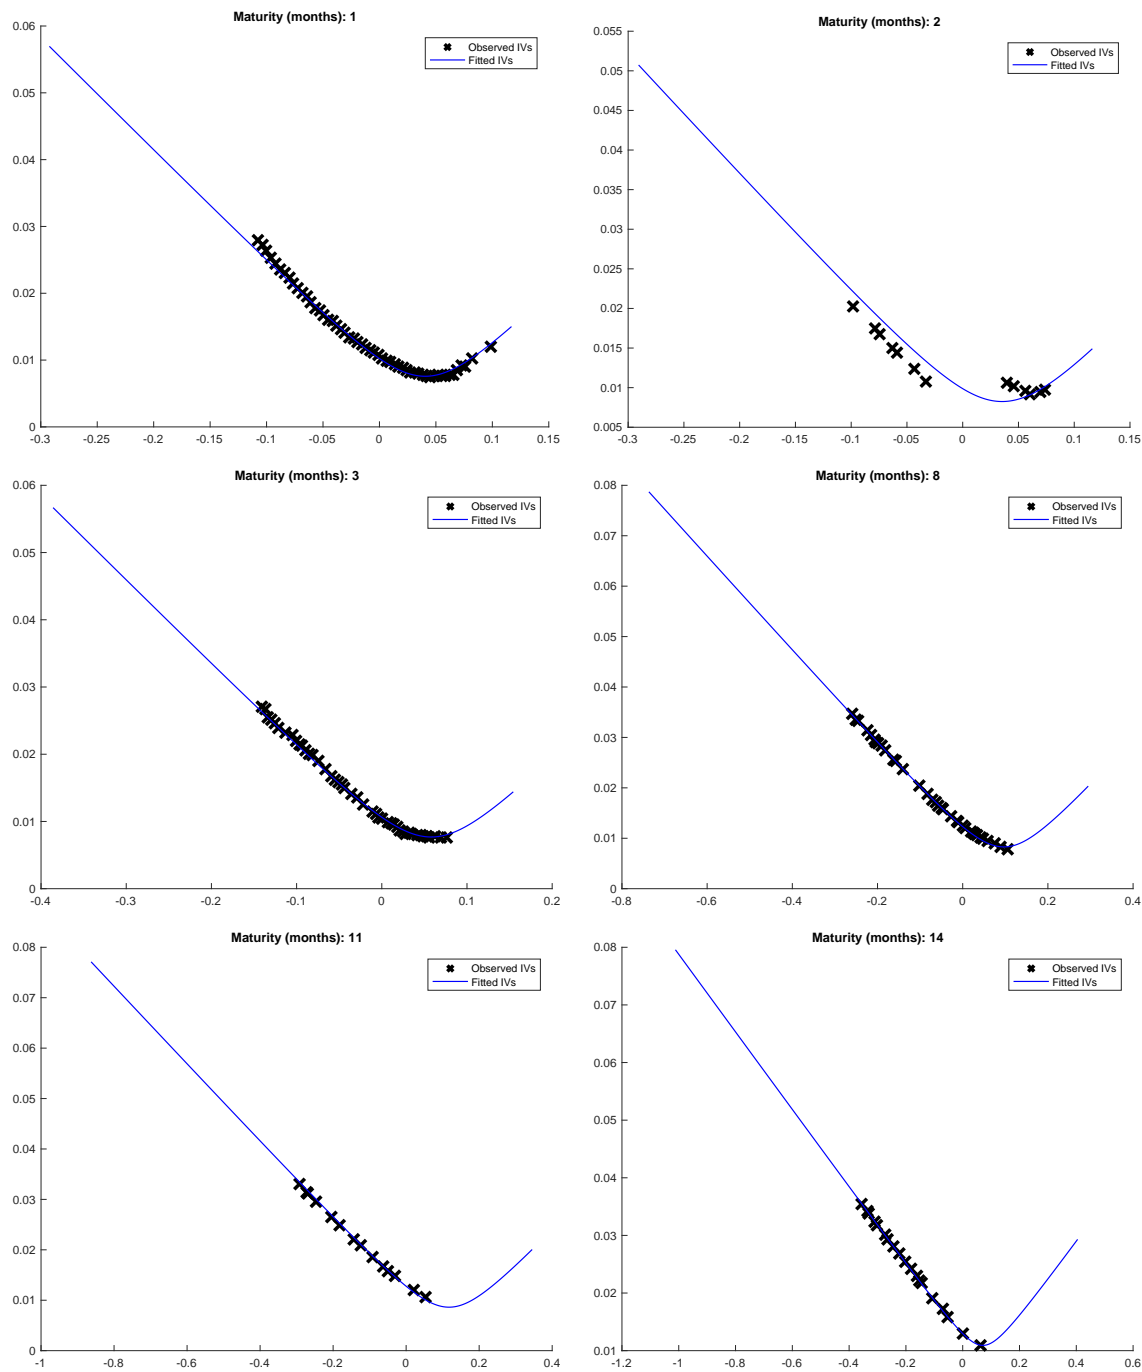 Maturity (months): 1
0.06
0.05
0.04
0.03
0.02
0.01
0
-0.3 -0.25 -0.2 -0.15 -0.1 -0.05 0 0.05 0.1 0.15
Observed IVs
Fitted IVs
Maturity (months): 2
0.055
0.05
0.045
0.04
0.035
0.03
0.025
0.02
0.015
0.01
0.005
-0.3 -0.25 -0.2 -0.15 -0.1 -0.05 0 0.05 0.1 0.15
Observed IVs
Fitted IVs
Maturity (months): 3
0.06
0.05
0.04
0.03
0.02
0.01
0
-0.4 -0.3 -0.2 -0.1 0 0.1 0.2
Observed IVs
Fitted IVs
Maturity (months): 8
0.08
0.07
0.06
0.05
0.04
0.03
0.02
0.01
0
-0.8 -0.6 -0.4 -0.2 0 0.2 0.4
Observed IVs
Fitted IVs
Maturity (months): 11
0.08
0.07
0.06
0.05
0.04
0.03
0.02
0.01
0
-1 -0.8 -0.6 -0.4 -0.2 0 0.2 0.4
Observed IVs
Fitted IVs
Maturity (months): 14
0.08
0.07
0.06
0.05
0.04
0.03
0.02
0.01
-1.2 -1 -0.8 -0.6 -0.4 -0.2 0 0.2 0.4 0.6
Observed IVs
Fitted IVs